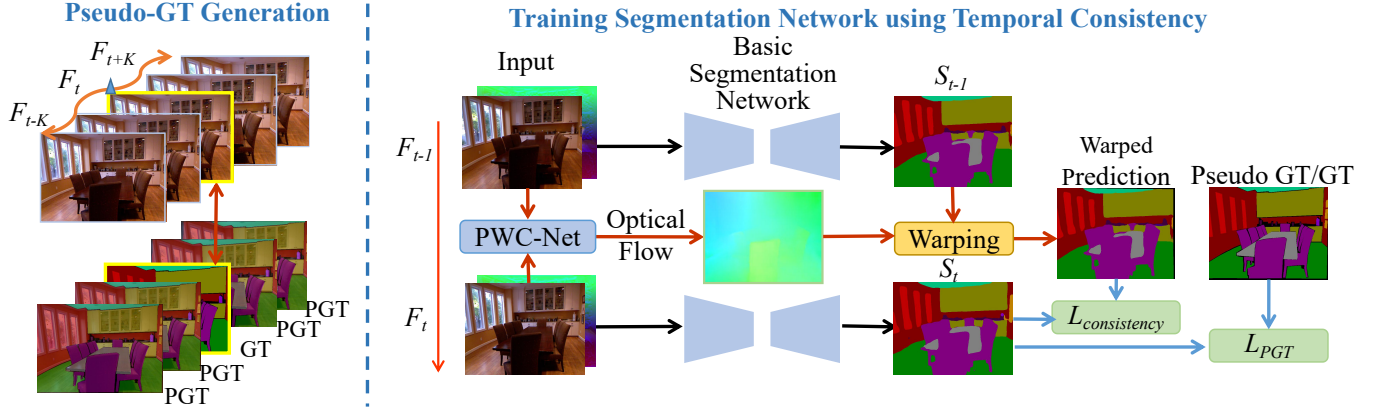 Pseudo-GT Generation
F_{t+K}
F_t
F_{t-K}
PGT
PGT
GT
PGT
PGT
Training Segmentation Network using Temporal Consistency
Input
Basic
Segmentation
Network
S_{t-1}
F_{t-1}
Warped
Prediction
Pseudo GT/GT
PWC-Net
Optical
Flow
Warping
S_t
F_t
L_{consistency}
L_{PGT}